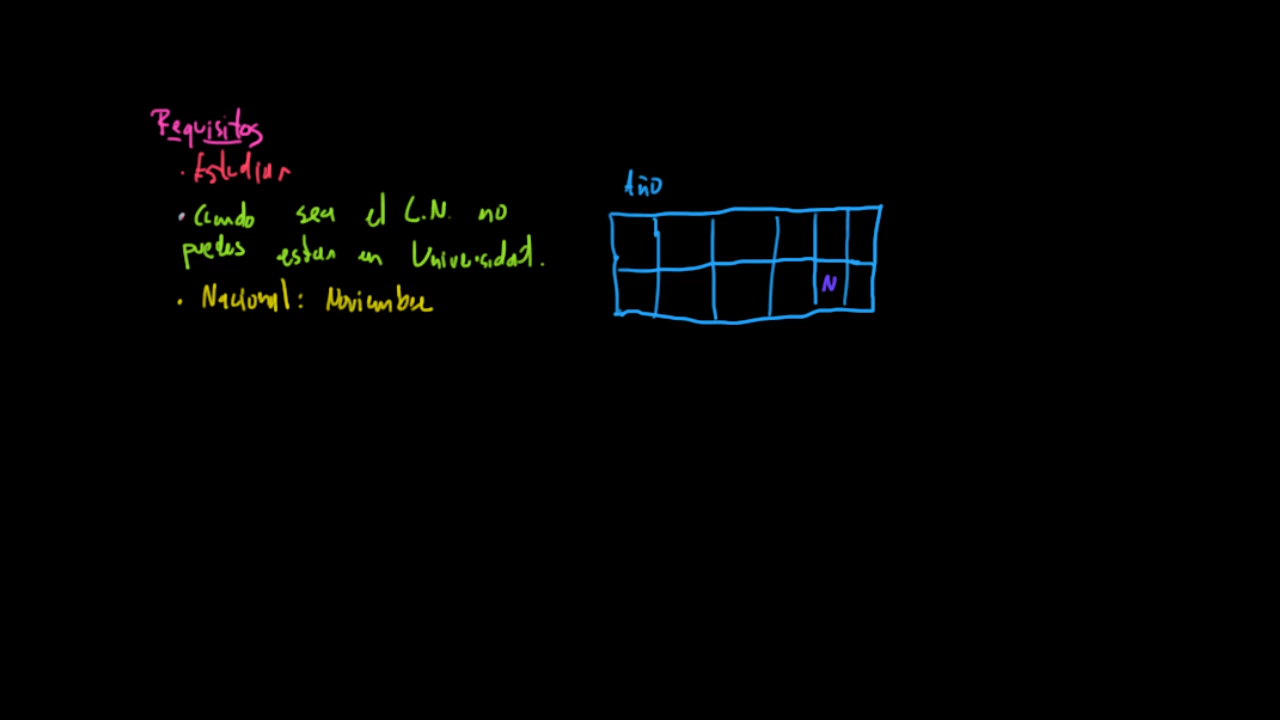 Requisitos
· Estudiar
· Cuando sea el C.N. no
puedes estar en Universidad.
· Nacional: Noviembre
Año
N